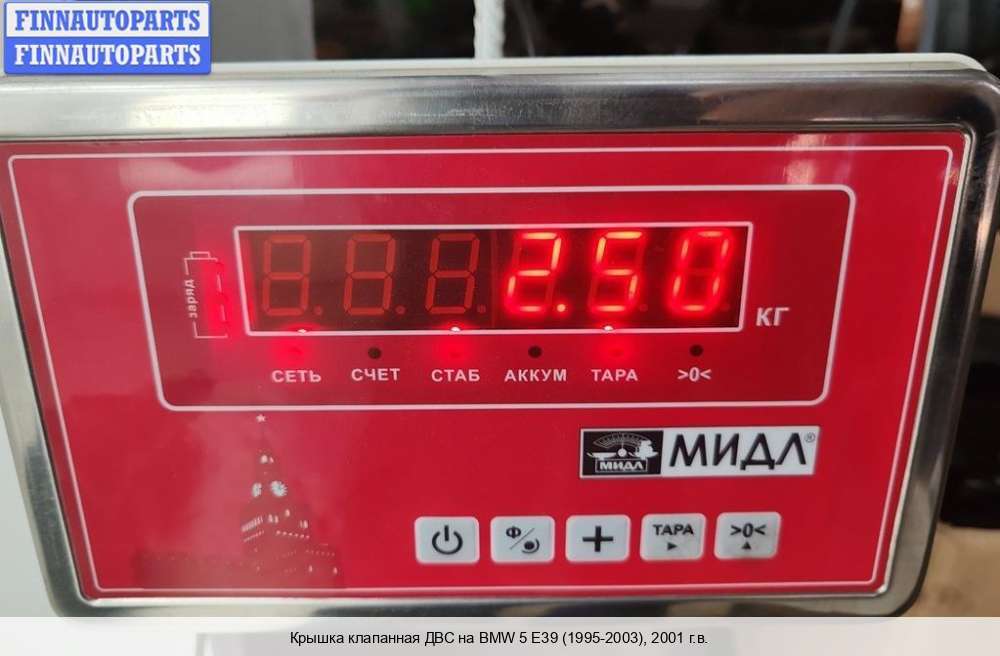 FINNAUTOPARTS
FINNAUTOPARTS
заряд
2.50
КГ
СЕТЬ СЧЕТ СТАБ АККУМ ТАРА >0<
МИДЛ МИДЛ®
Ф ТАРА >0<
Крышка клапанная ДВС на BMW 5 E39 (1995-2003), 2001 г.в.